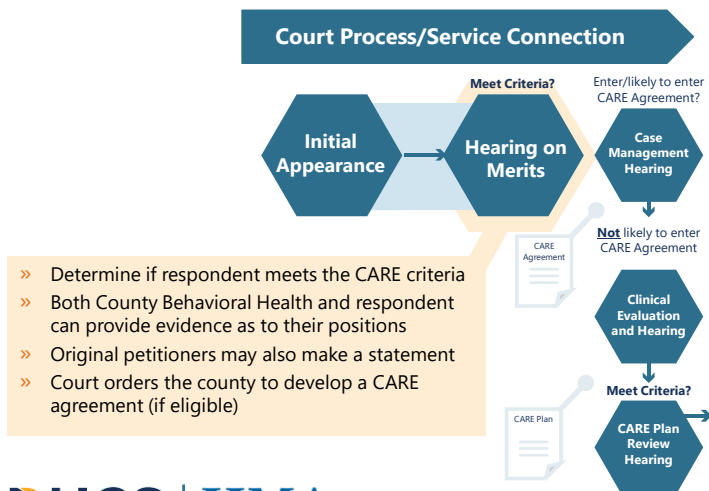 Court Process/Service Connection
Meet Criteria?
Enter/likely to enter
CARE Agreement?
Initial
Appearance
Hearing on
Merits
Case
Management
Hearing
CARE
Agreement
Not likely to enter
CARE Agreement
» Determine if respondent meets the CARE criteria
» Both County Behavioral Health and respondent
can provide evidence as to their positions
» Original petitioners may also make a statement
» Court orders the county to develop a CARE
agreement (if eligible)
Clinical
Evaluation
and Hearing
Meet Criteria?
CARE Plan
CARE Plan
Review
Hearing